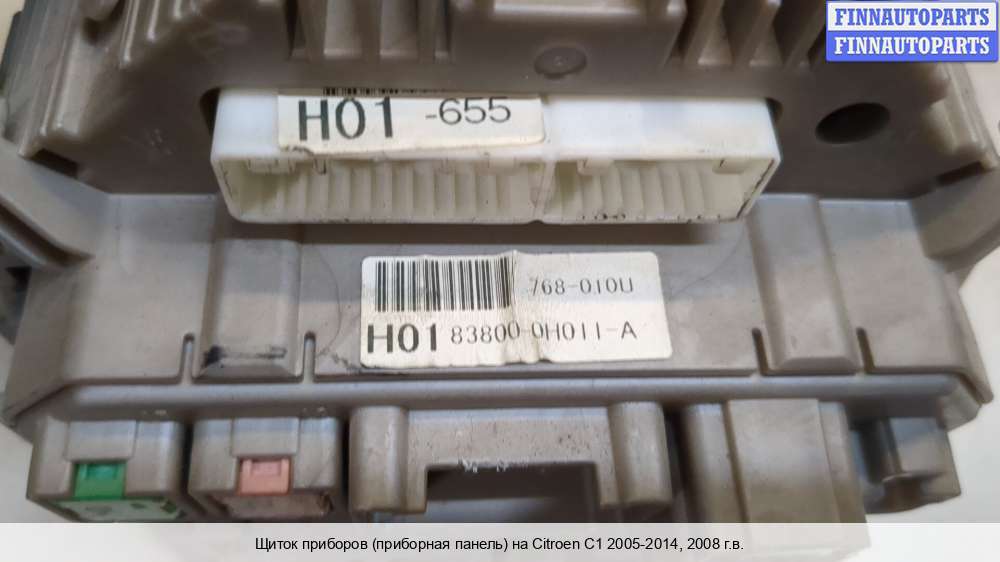 FINNAUTOPARTS
FINNAUTOPARTS
H01 -655
768-010U
H01 83800-0H011-A
Щиток приборов (приборная панель) на Citroen C1 2005-2014, 2008 г.в.